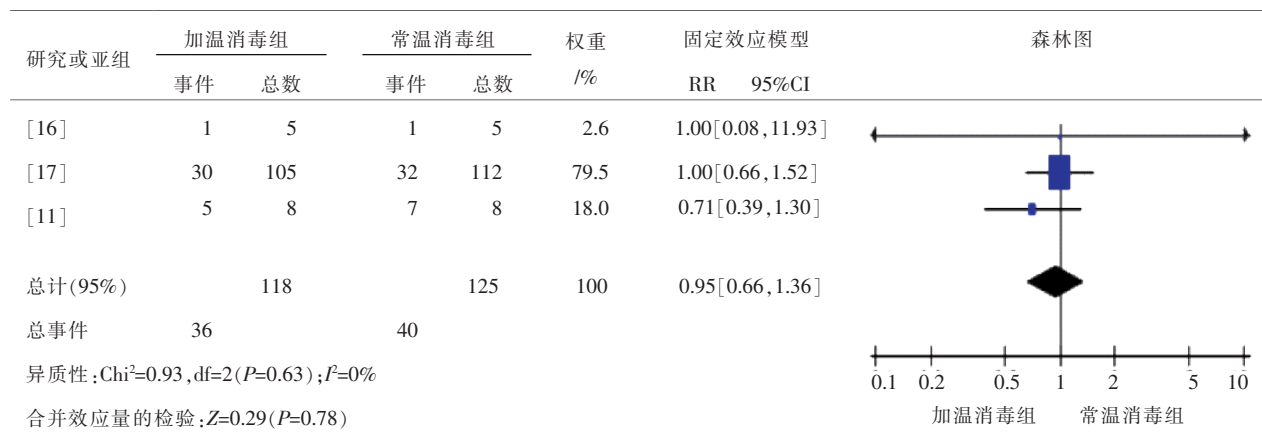 研究或亚组 加温消毒组 常温消毒组 权重/% 固定效应模型 森林图
事件 总数 事件 总数 RR 95%CI
[16] 1 5 1 5 2.6 1.00[0.08,11.93]
[17] 30 105 32 112 79.5 1.00[0.66,1.52]
[11] 5 8 7 8 18.0 0.71[0.39,1.30]
总计(95%) 118 125 100 0.95[0.66,1.36]
总事件 36 40
异质性:Chi²=0.93,df=2(P=0.63);I²=0%
合并效应量的检验:Z=0.29(P=0.78)
0.1 0.2 0.5 1 2 5 10
加温消毒组 常温消毒组